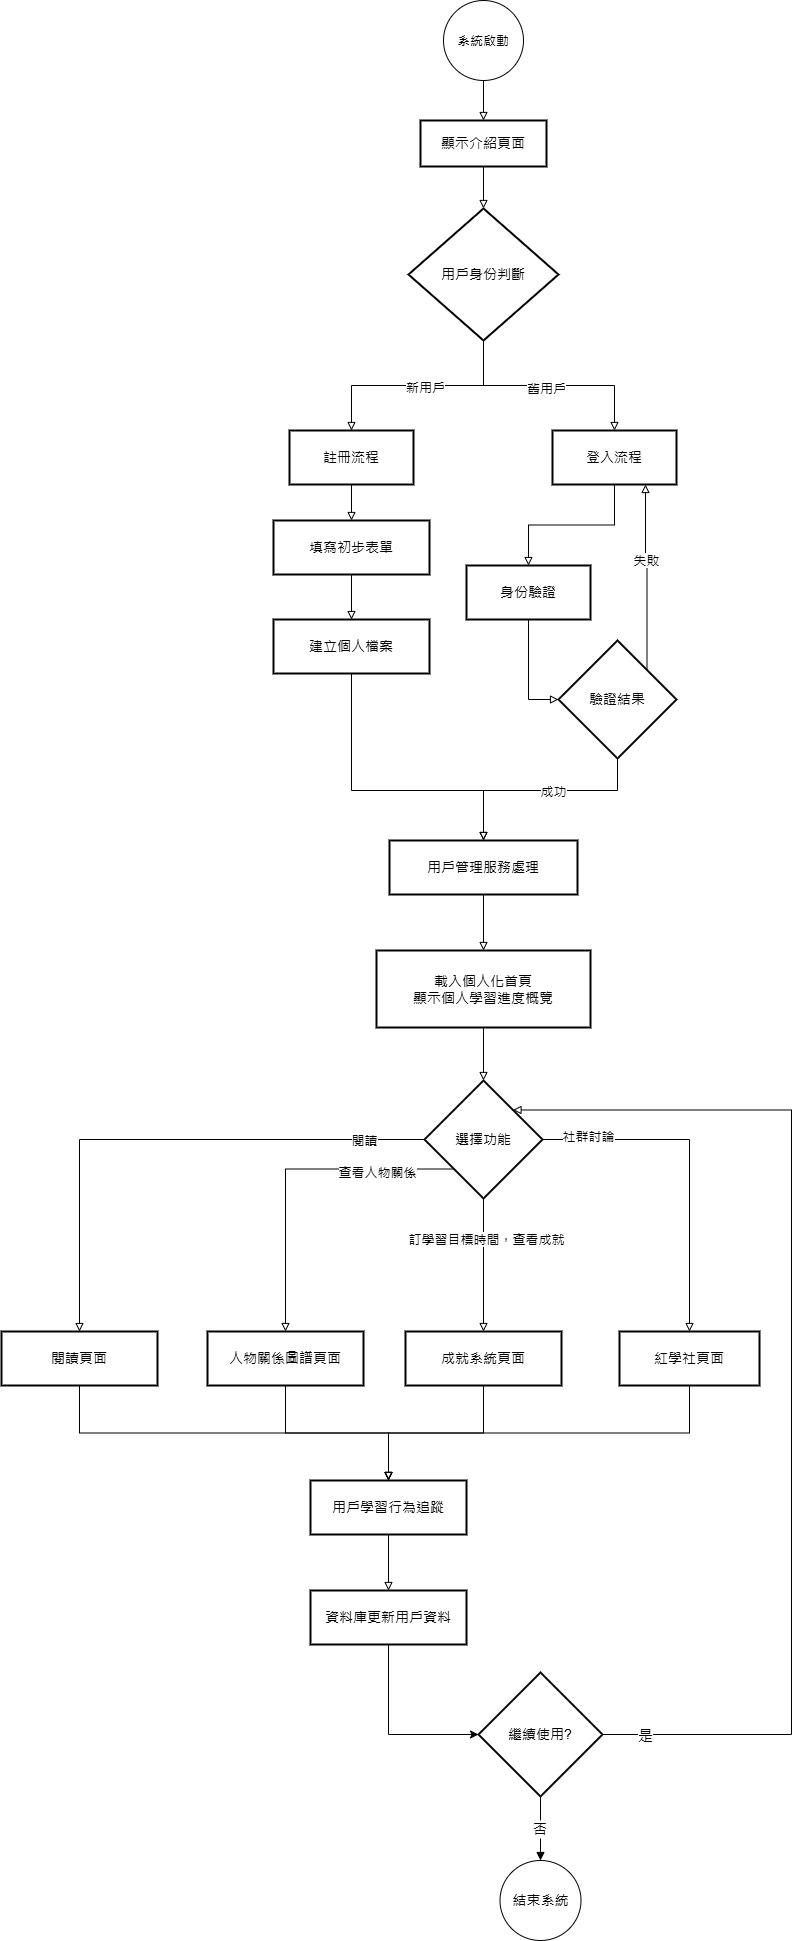 系統啟動
顯示介紹頁面
用戶身份判斷
新用戶
舊用戶
註冊流程
登入流程
填寫初步表單
失敗
身份驗證
建立個人檔案
驗證結果
成功
用戶管理服務處理
載入個人化首頁
顯示個人學習進度概覽
選擇功能
閱讀
社群討論
查看人物關係
訂學習目標時間，查看成就
閱讀頁面
人物關係圖譜頁面
成就系統頁面
紅學社頁面
用戶學習行為追蹤
資料庫更新用戶資料
繼續使用?
是
否
結束系統